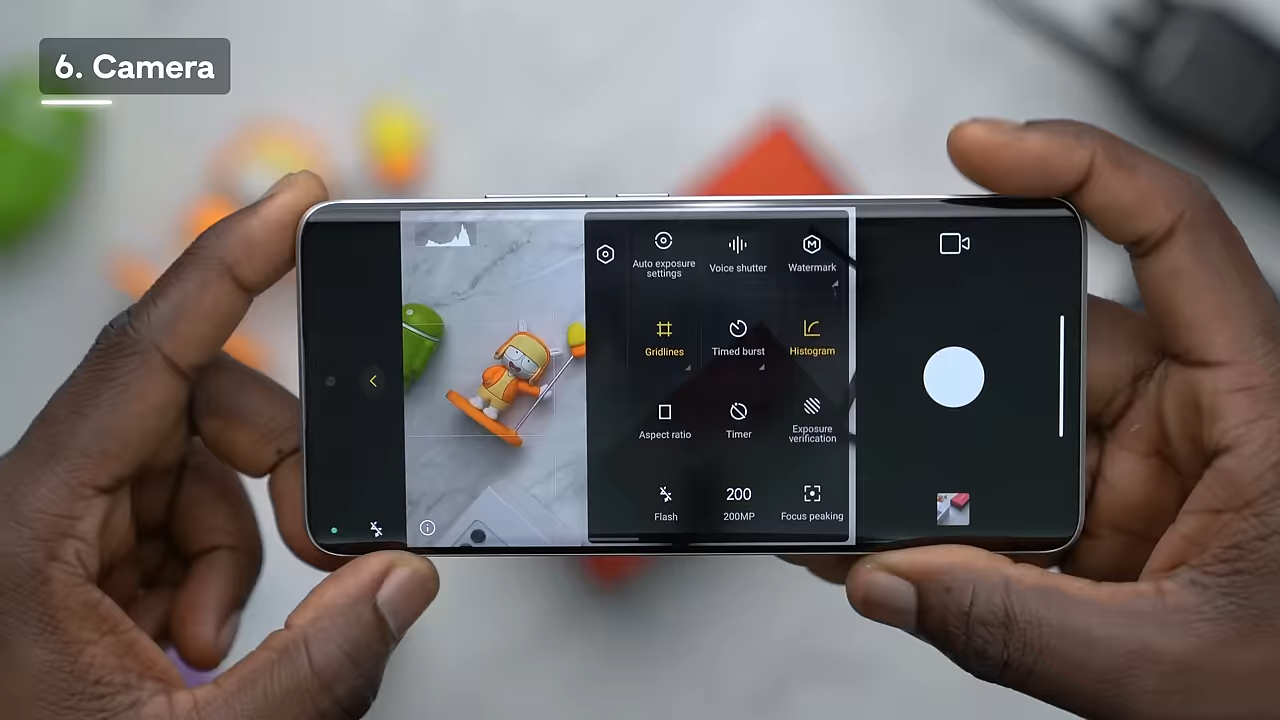 6. Camera
Auto exposure
settings
Voice shutter
M
Watermark
Gridlines
Timed burst
Histogram
Aspect ratio
Timer
Exposure
verification
Flash
200
200MP
Focus peaking